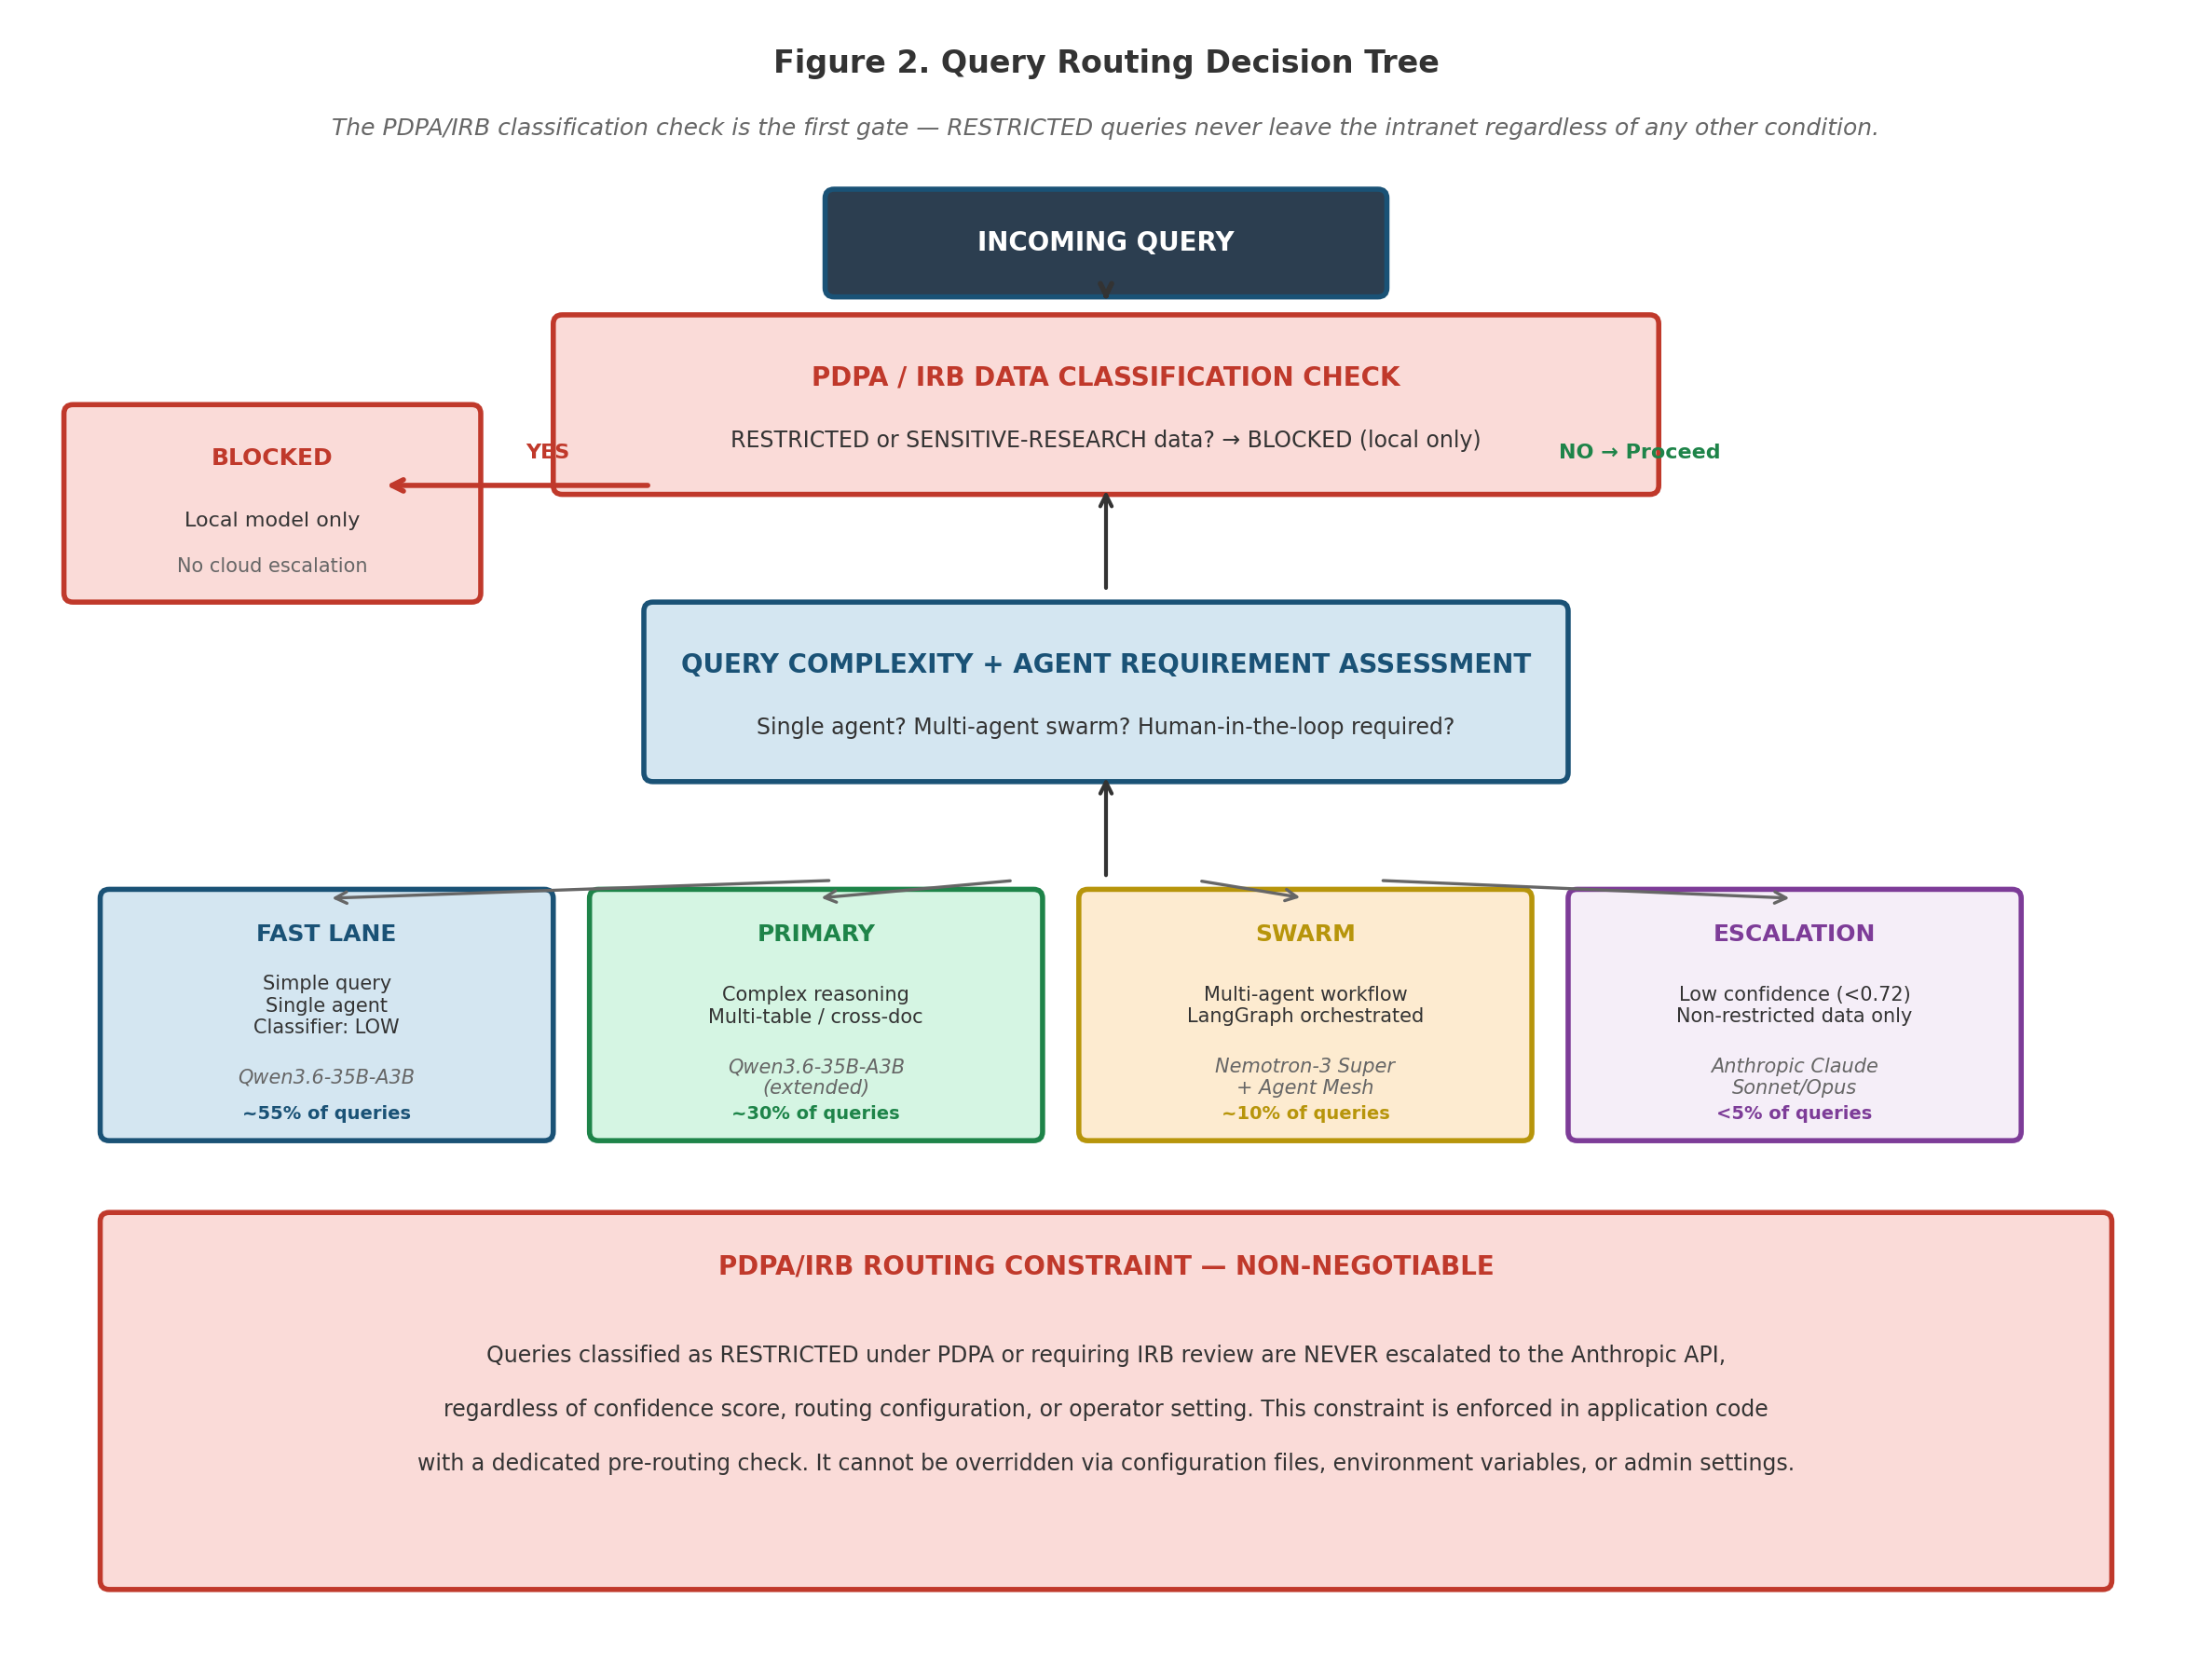 Figure 2. Query Routing Decision Tree
The PDPA/IRB classification check is the first gate — RESTRICTED queries never leave the intranet regardless of any other condition.
INCOMING QUERY
PDPA / IRB DATA CLASSIFICATION CHECK
RESTRICTED or SENSITIVE-RESEARCH data? → BLOCKED (local only)
YES
NO → Proceed
BLOCKED
Local model only
No cloud escalation
QUERY COMPLEXITY + AGENT REQUIREMENT ASSESSMENT
Single agent? Multi-agent swarm? Human-in-the-loop required?
FAST LANE
Simple query
Single agent
Classifier: LOW
Qwen3.6-35B-A3B
~55% of queries
PRIMARY
Complex reasoning
Multi-table / cross-doc
Qwen3.6-35B-A3B
(extended)
~30% of queries
SWARM
Multi-agent workflow
LangGraph orchestrated
Nemotron-3 Super
+ Agent Mesh
~10% of queries
ESCALATION
Low confidence (<0.72)
Non-restricted data only
Anthropic Claude
Sonnet/Opus
<5% of queries
PDPA/IRB ROUTING CONSTRAINT — NON-NEGOTIABLE
Queries classified as RESTRICTED under PDPA or requiring IRB review are NEVER escalated to the Anthropic API,
regardless of confidence score, routing configuration, or operator setting. This constraint is enforced in application code
with a dedicated pre-routing check. It cannot be overridden via configuration files, environment variables, or admin settings.